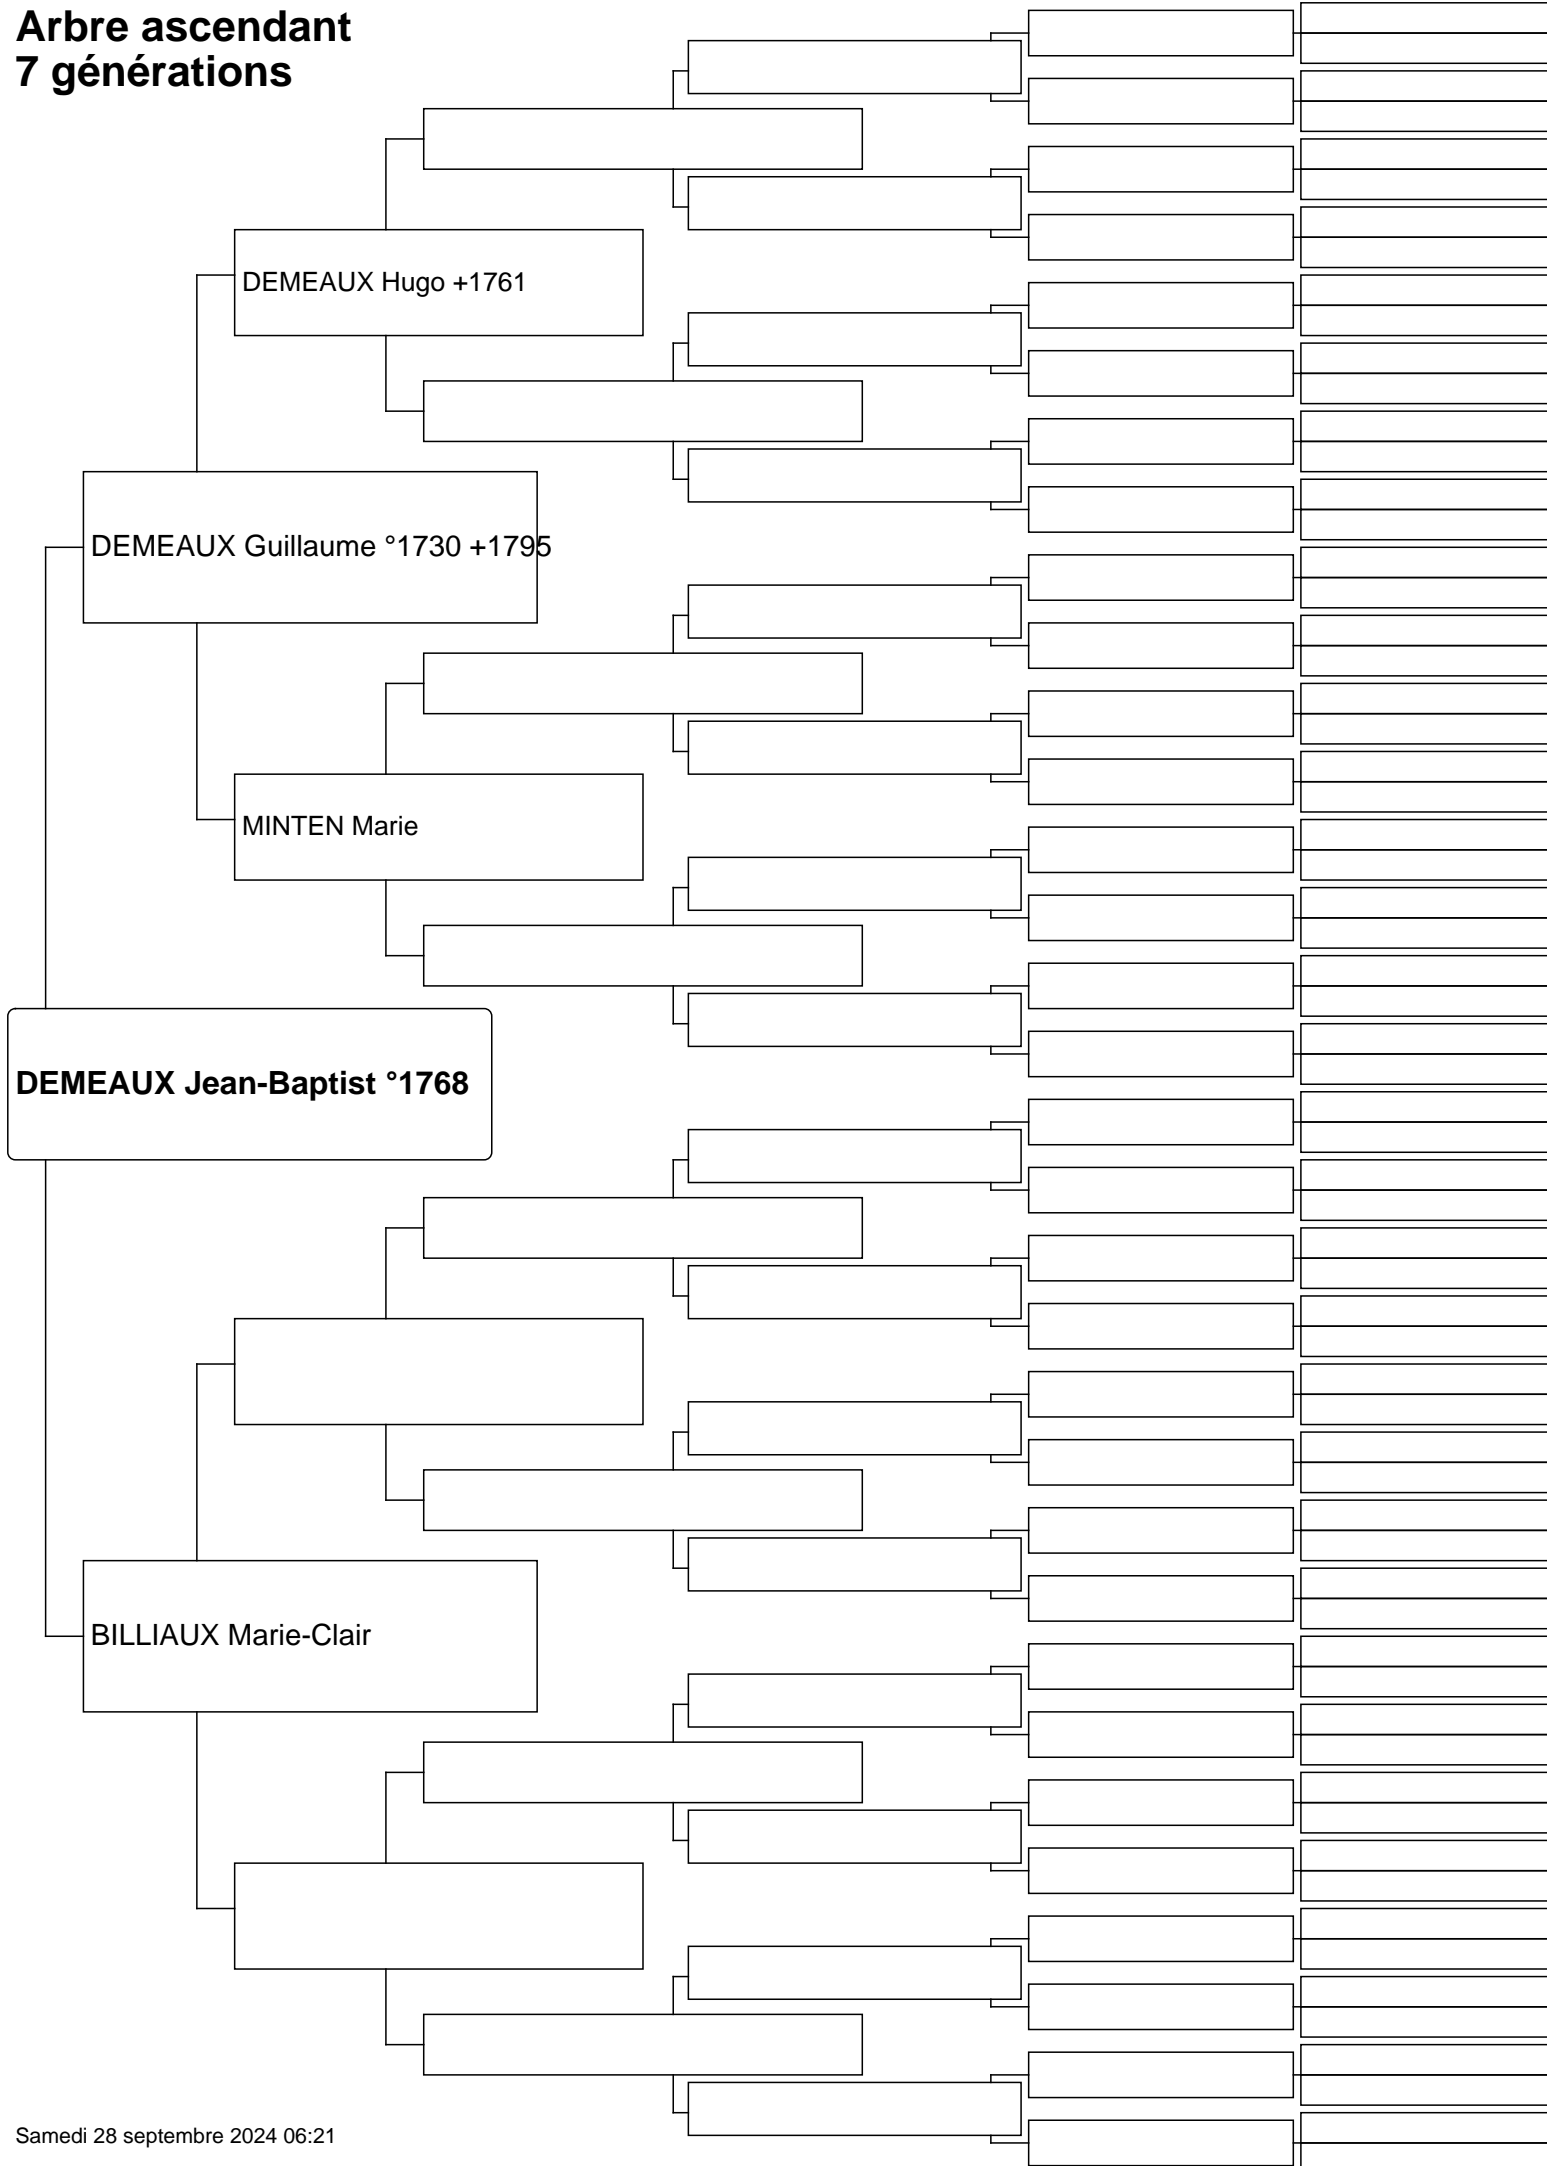 Arbre ascendant
7 générations
DEMEAUX Hugo +1761
DEMEAUX Guillaume °1730 +1795
MINTEN Marie
DEMEAUX Jean-Baptist °1768
BILLIAUX Marie-Clair
Samedi 28 septembre 2024 06:21